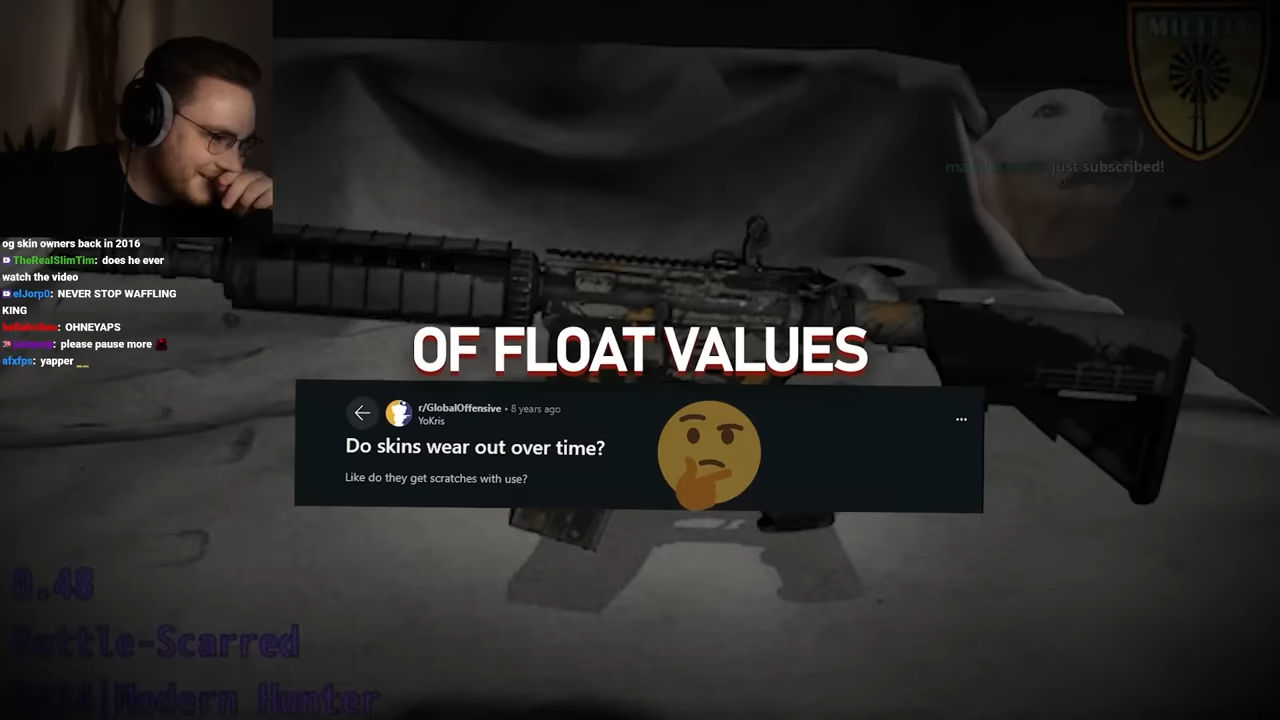 MILITIA
just subscribed!
og skin owners back in 2016
TheRealSlimTim: does he ever
watch the video
elJorp0: NEVER STOP WAFFLING
KING
: OHNEYAPS
: please pause more
afxfps: yapper
OF FLOAT VALUES
r/GlobalOffensive • 8 years ago
YoKris
Do skins wear out over time?
Like do they get scratches with use?
0.48
Battle-Scarred
Modern Hunter